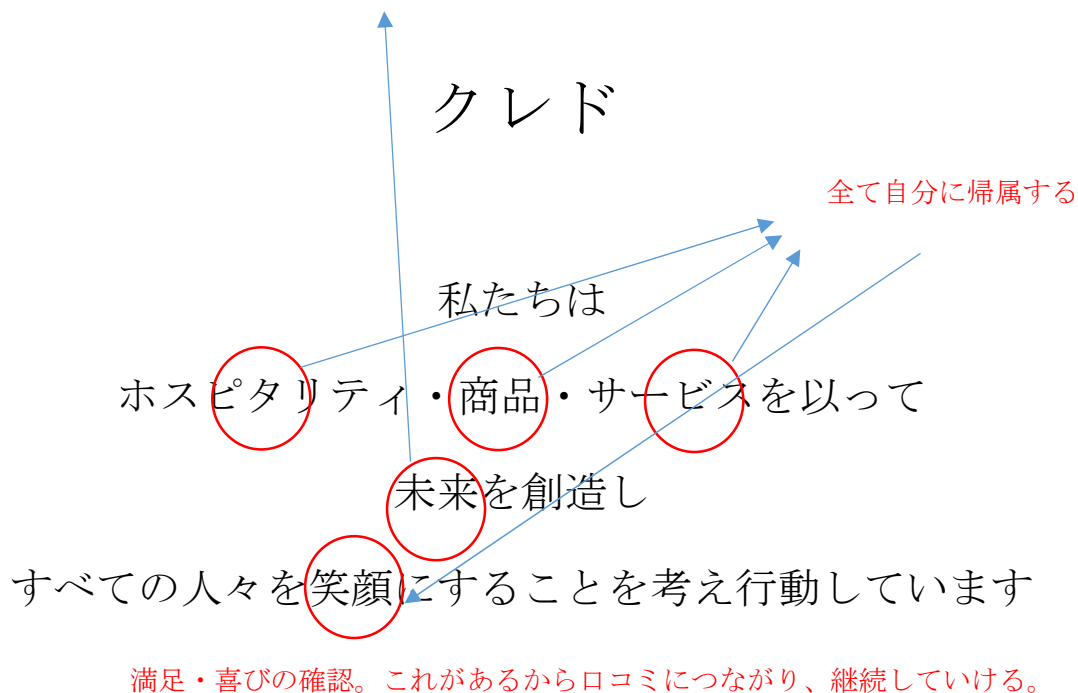 クレド
全て自分に帰属する
私たちは
ホスピタリティ・商品・サービスを以って
未来を創造し
すべての人々を笑顔にすることを考え行動しています
満足・喜びの確認。これがあるから口コミにつながり、継続していける。